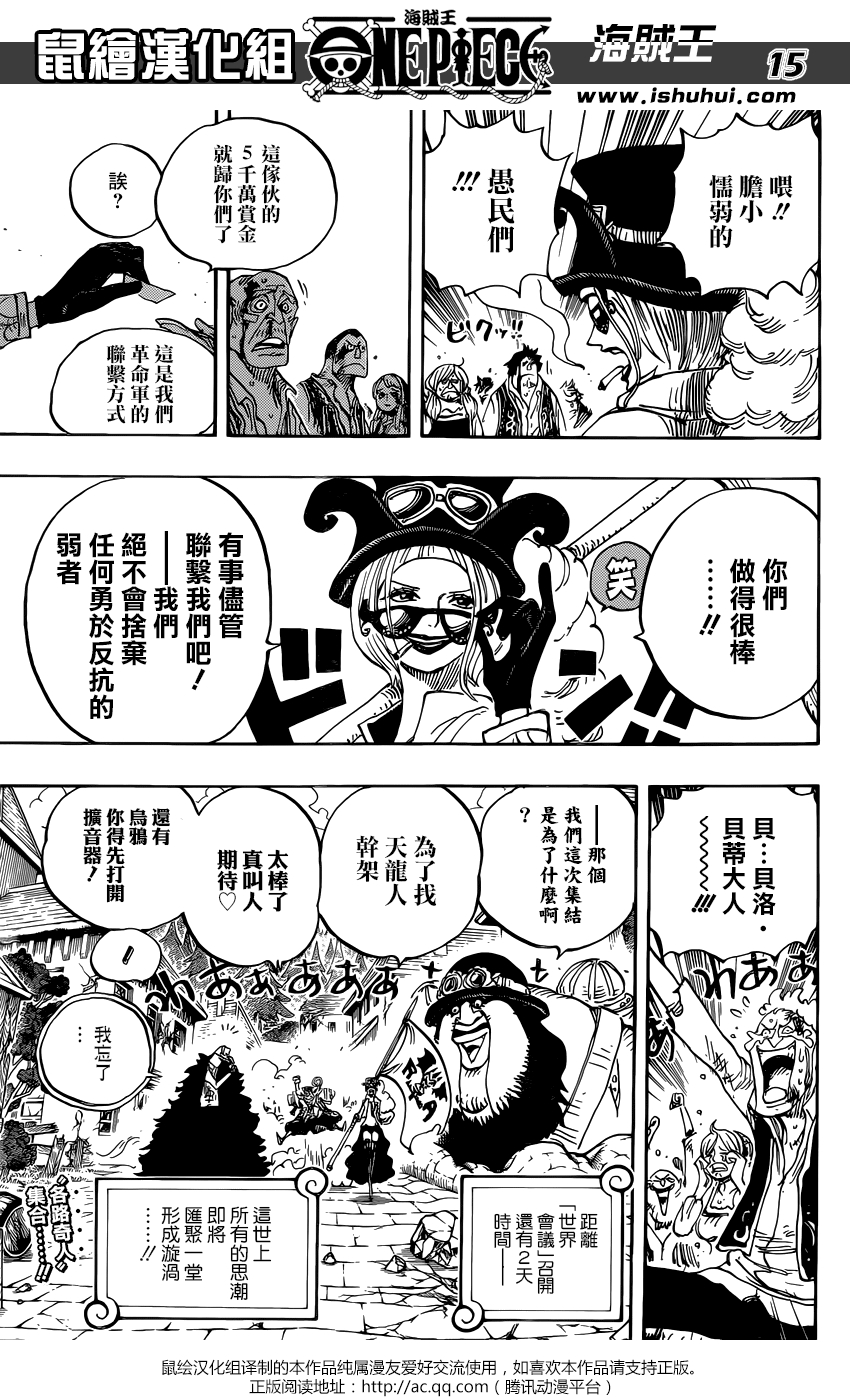 鼠繪漢化組
海賊王
ONE PIECE
海賊王
15
www.ishuhui.com
喂!!
膽小
懦弱的
愚民們
!!!
ビクッ!!
這傢伙的
5千萬賞金
就歸你們了
誒？
這是我們
革命軍的
聯繫方式
你們
做得很棒
……!!
笑
ドン!!
有事儘管
聯繫我們吧！
——我們
絕不會捨棄
任何勇於反抗的
弱者
貝…貝洛・
貝蒂大人
~~~~!!!
わああ
ああ
——那個
我們這次集結
是為了什麼啊
？
為了找
天龍人
幹架
太棒了
真叫人
期待♡
還有
烏鴉
你得先打開
擴音器！
！
我忘了
…
わあぁぁぁぁっっ
距離
「世界
會議」召開
還有2天
時間——
這世上
所有的思潮
即將
匯聚一堂
形成漩渦
……!!
各路奇人
集合……!!
鼠绘汉化组译制的本作品纯属漫友爱好交流使用，如喜欢本作品请支持正版。
正版阅读地址：http://ac.qq.com（腾讯动漫平台）